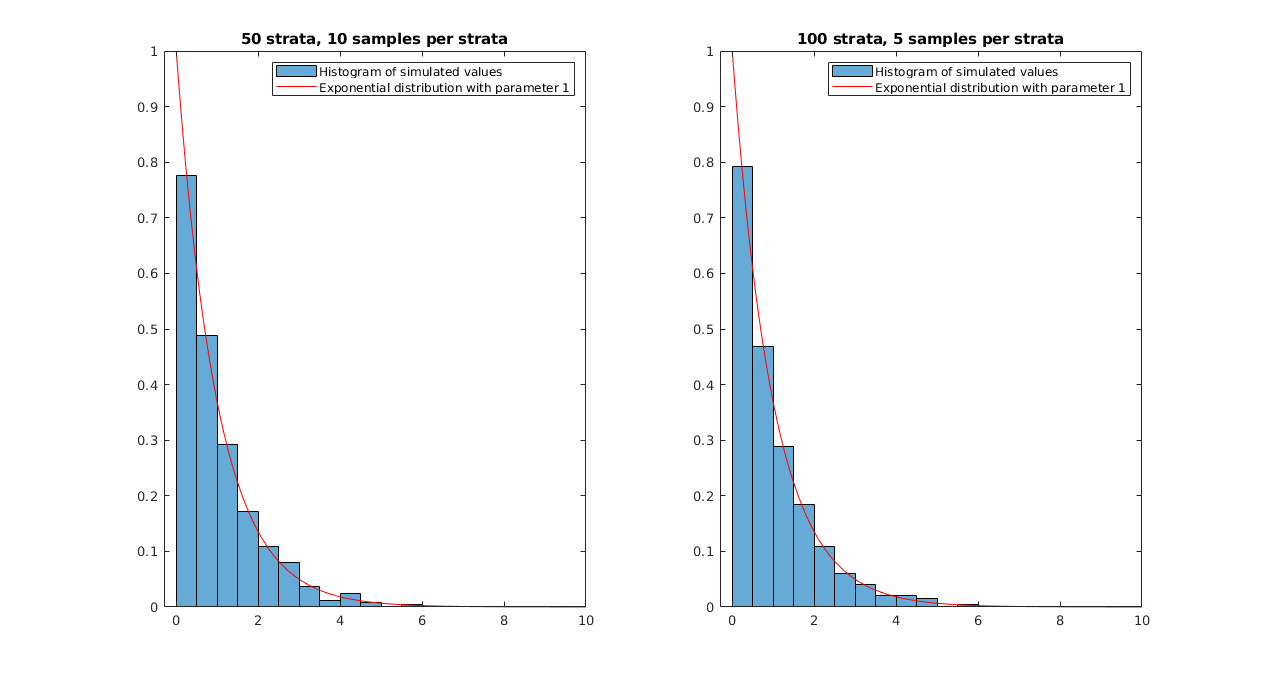 50 strata, 10 samples per strata
Histogram of simulated values
Exponential distribution with parameter 1
1
0.9
0.8
0.7
0.6
0.5
0.4
0.3
0.2
0.1
0
0 2 4 6 8 10
100 strata, 5 samples per strata
Histogram of simulated values
Exponential distribution with parameter 1
1
0.9
0.8
0.7
0.6
0.5
0.4
0.3
0.2
0.1
0
0 2 4 6 8 10